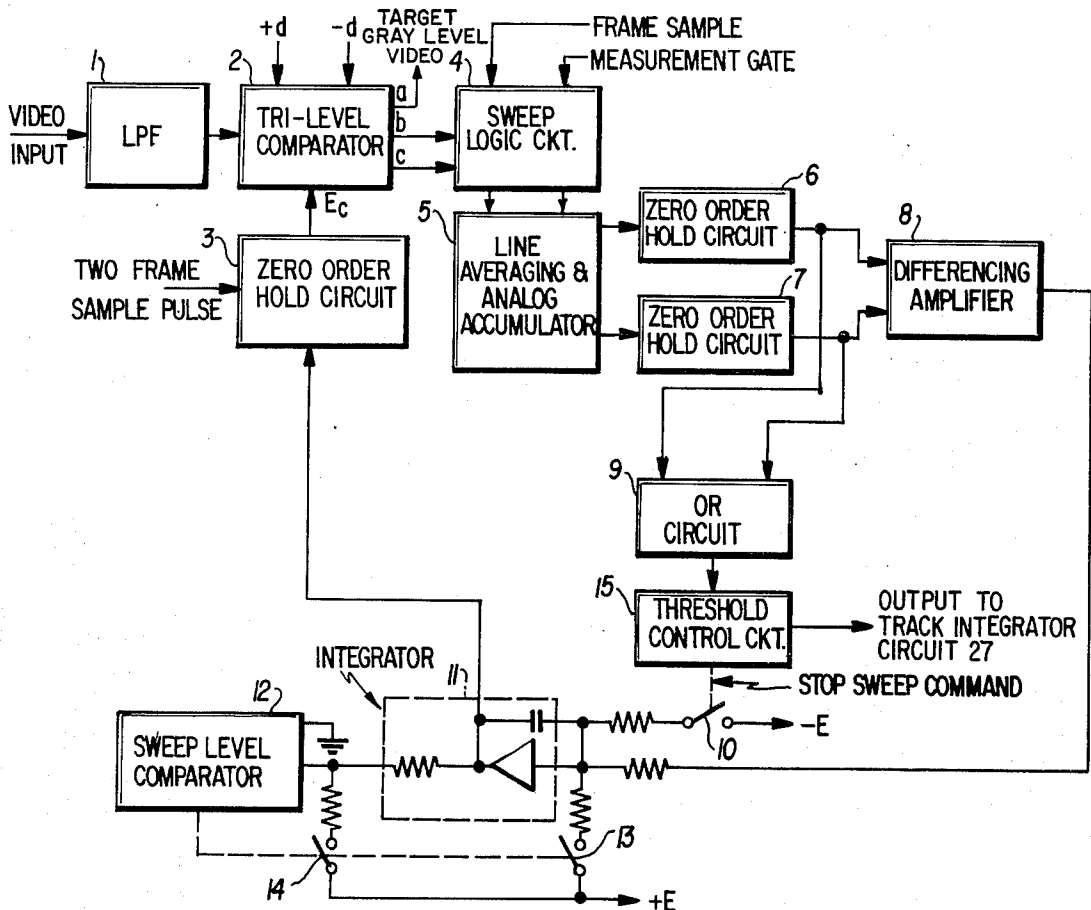 +d
-d
TARGET
GRAY LEVEL
VIDEO
FRAME SAMPLE
MEASUREMENT GATE
1
2
4
VIDEO
INPUT
LPF
TRI-LEVEL
COMPARATOR
a
b
c
SWEEP
LOGIC CKT.
Ec
3
TWO FRAME
SAMPLE PULSE
ZERO ORDER
HOLD CIRCUIT
5
LINE
AVERAGING &
ANALOG
ACCUMULATOR
6
ZERO ORDER
HOLD CIRCUIT
7
ZERO ORDER
HOLD CIRCUIT
8
DIFFERENCING
AMPLIFIER
9
OR
CIRCUIT
15
THRESHOLD
CONTROL CKT.
OUTPUT TO
TRACK INTEGRATOR
CIRCUIT 27
STOP SWEEP COMMAND
INTEGRATOR
11
10
-E
12
SWEEP LEVEL
COMPARATOR
13
14
+E